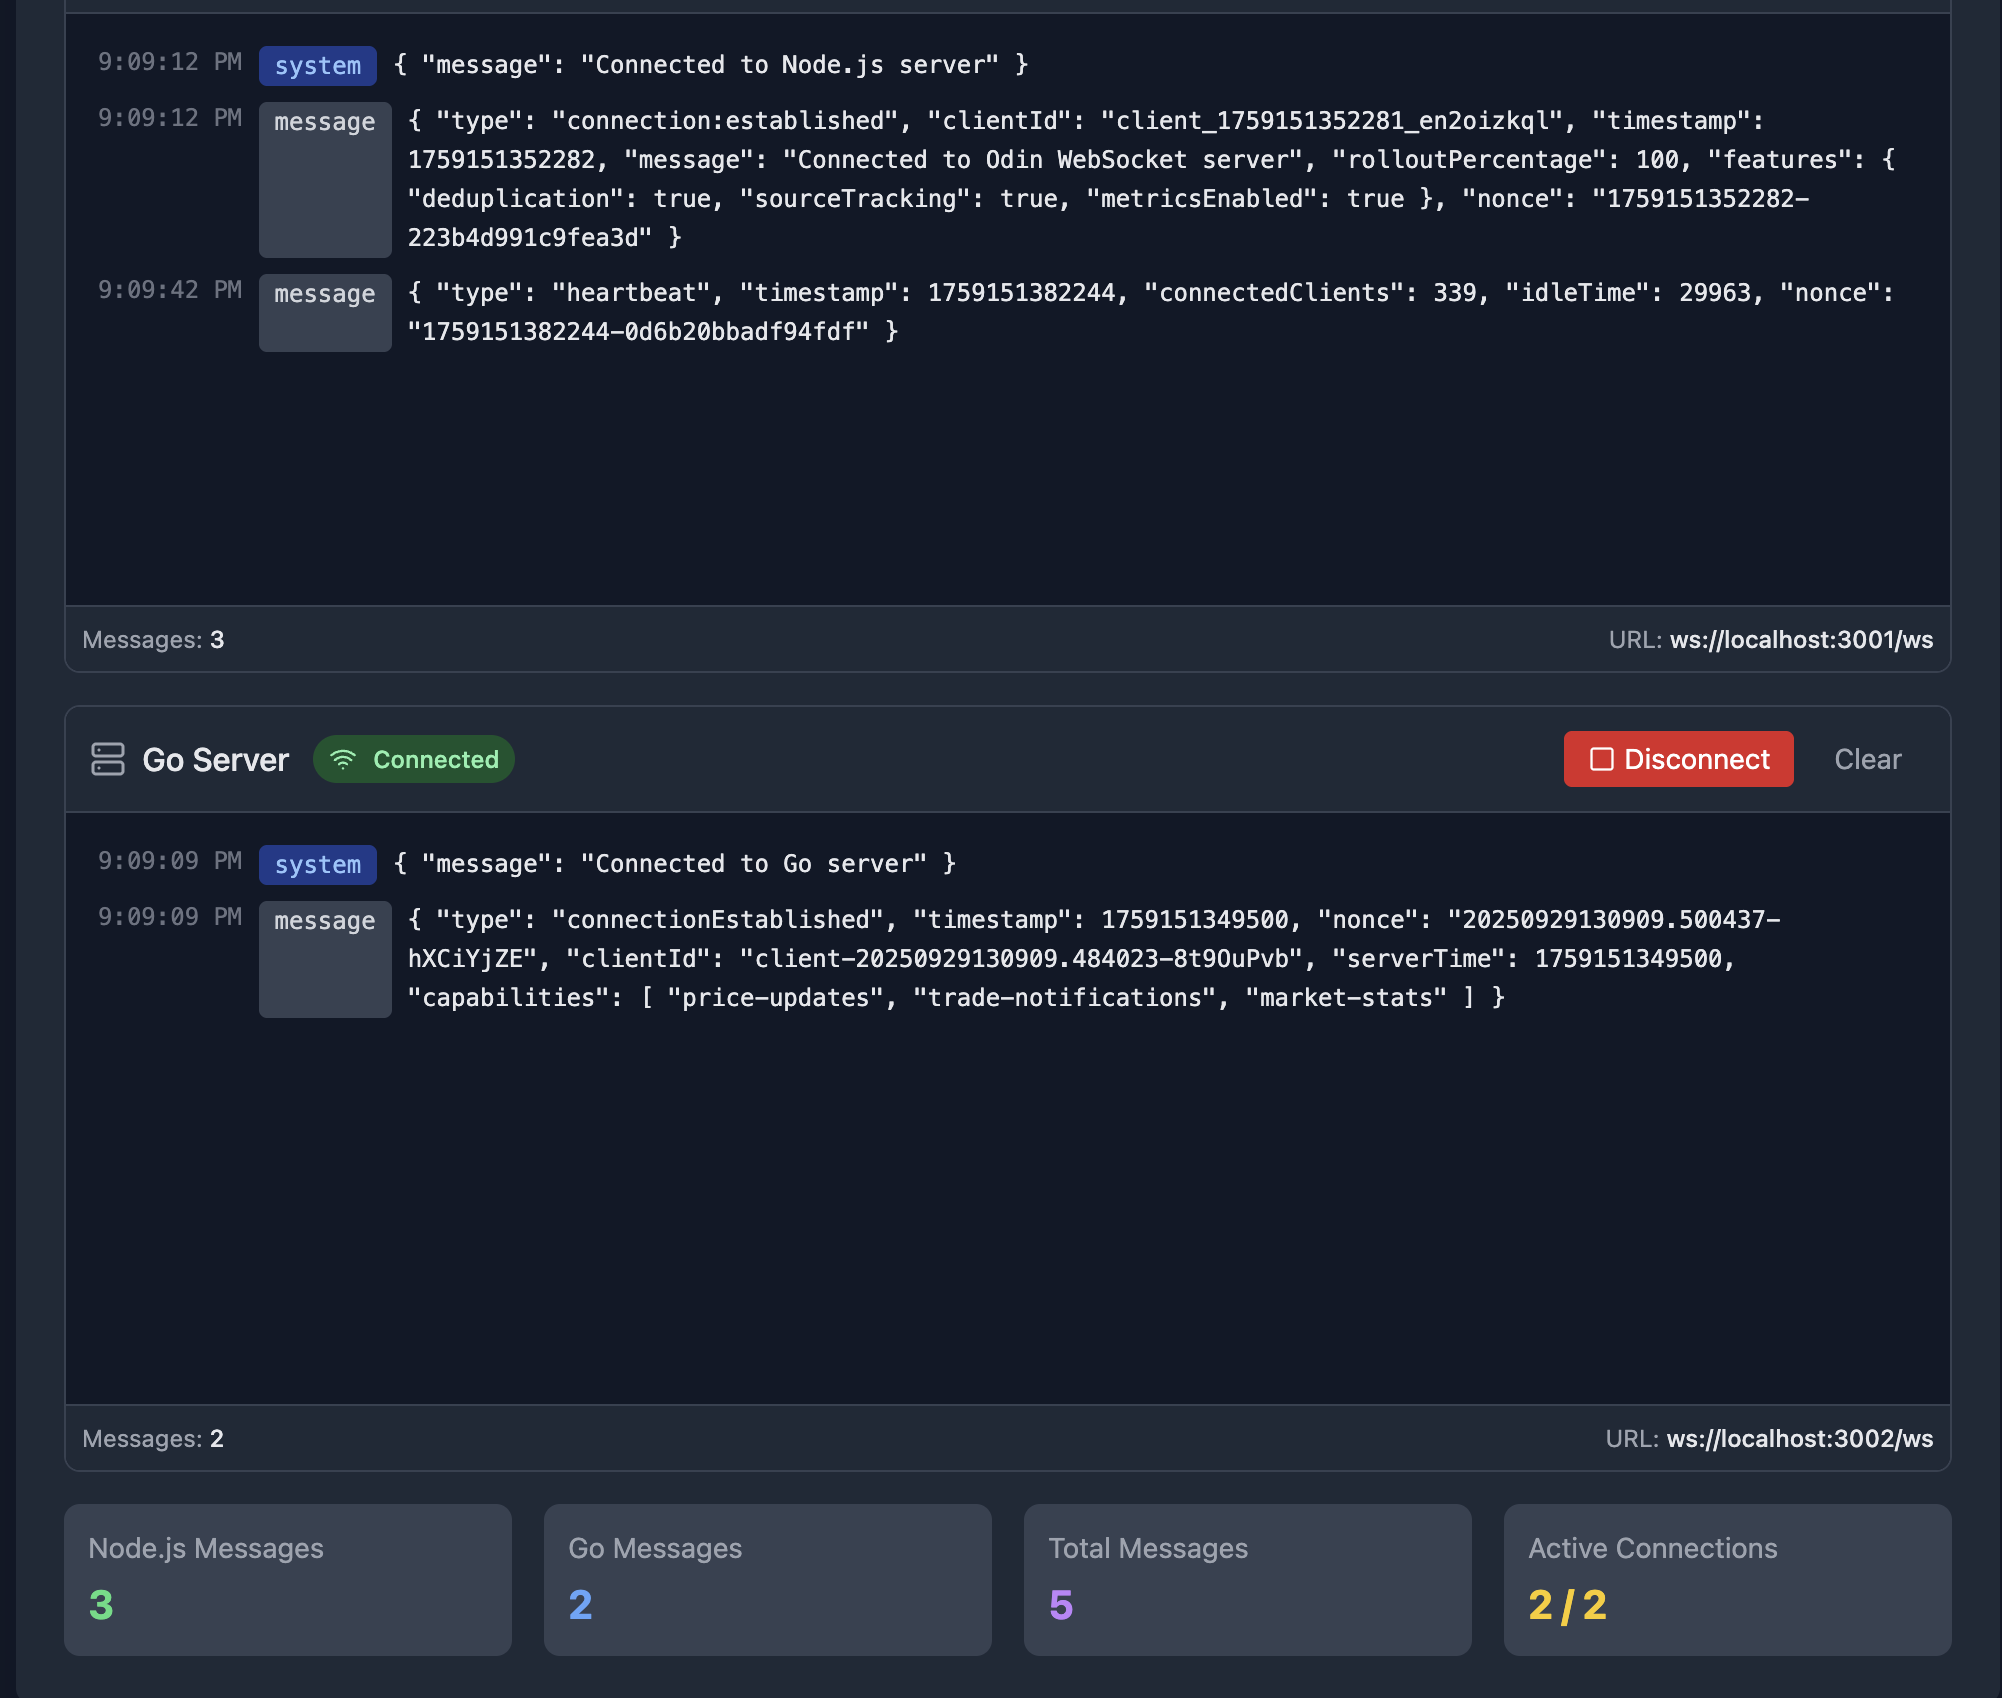 9:09:12 PM system { "message": "Connected to Node.js server" }
9:09:12 PM message { "type": "connection:established", "clientId": "client_1759151352281_en2oizkql", "timestamp":
1759151352282, "message": "Connected to Odin WebSocket server", "rolloutPercentage": 100, "features": {
"deduplication": true, "sourceTracking": true, "metricsEnabled": true }, "nonce": "1759151352282-
223b4d991c9fea3d" }
9:09:42 PM message { "type": "heartbeat", "timestamp": 1759151382244, "connectedClients": 339, "idleTime": 29963, "nonce":
"1759151382244-0d6b20bbadf94fdf" }
Messages: 3 URL: ws://localhost:3001/ws
Go Server Connected Disconnect Clear
9:09:09 PM system { "message": "Connected to Go server" }
9:09:09 PM message { "type": "connectionEstablished", "timestamp": 1759151349500, "nonce": "20250929130909.500437-
hXCiYjZE", "clientId": "client-20250929130909.484023-8t9OuPvb", "serverTime": 1759151349500,
"capabilities": [ "price-updates", "trade-notifications", "market-stats" ] }
Messages: 2 URL: ws://localhost:3002/ws
Node.js Messages Go Messages Total Messages Active Connections
3 2 5 2 / 2